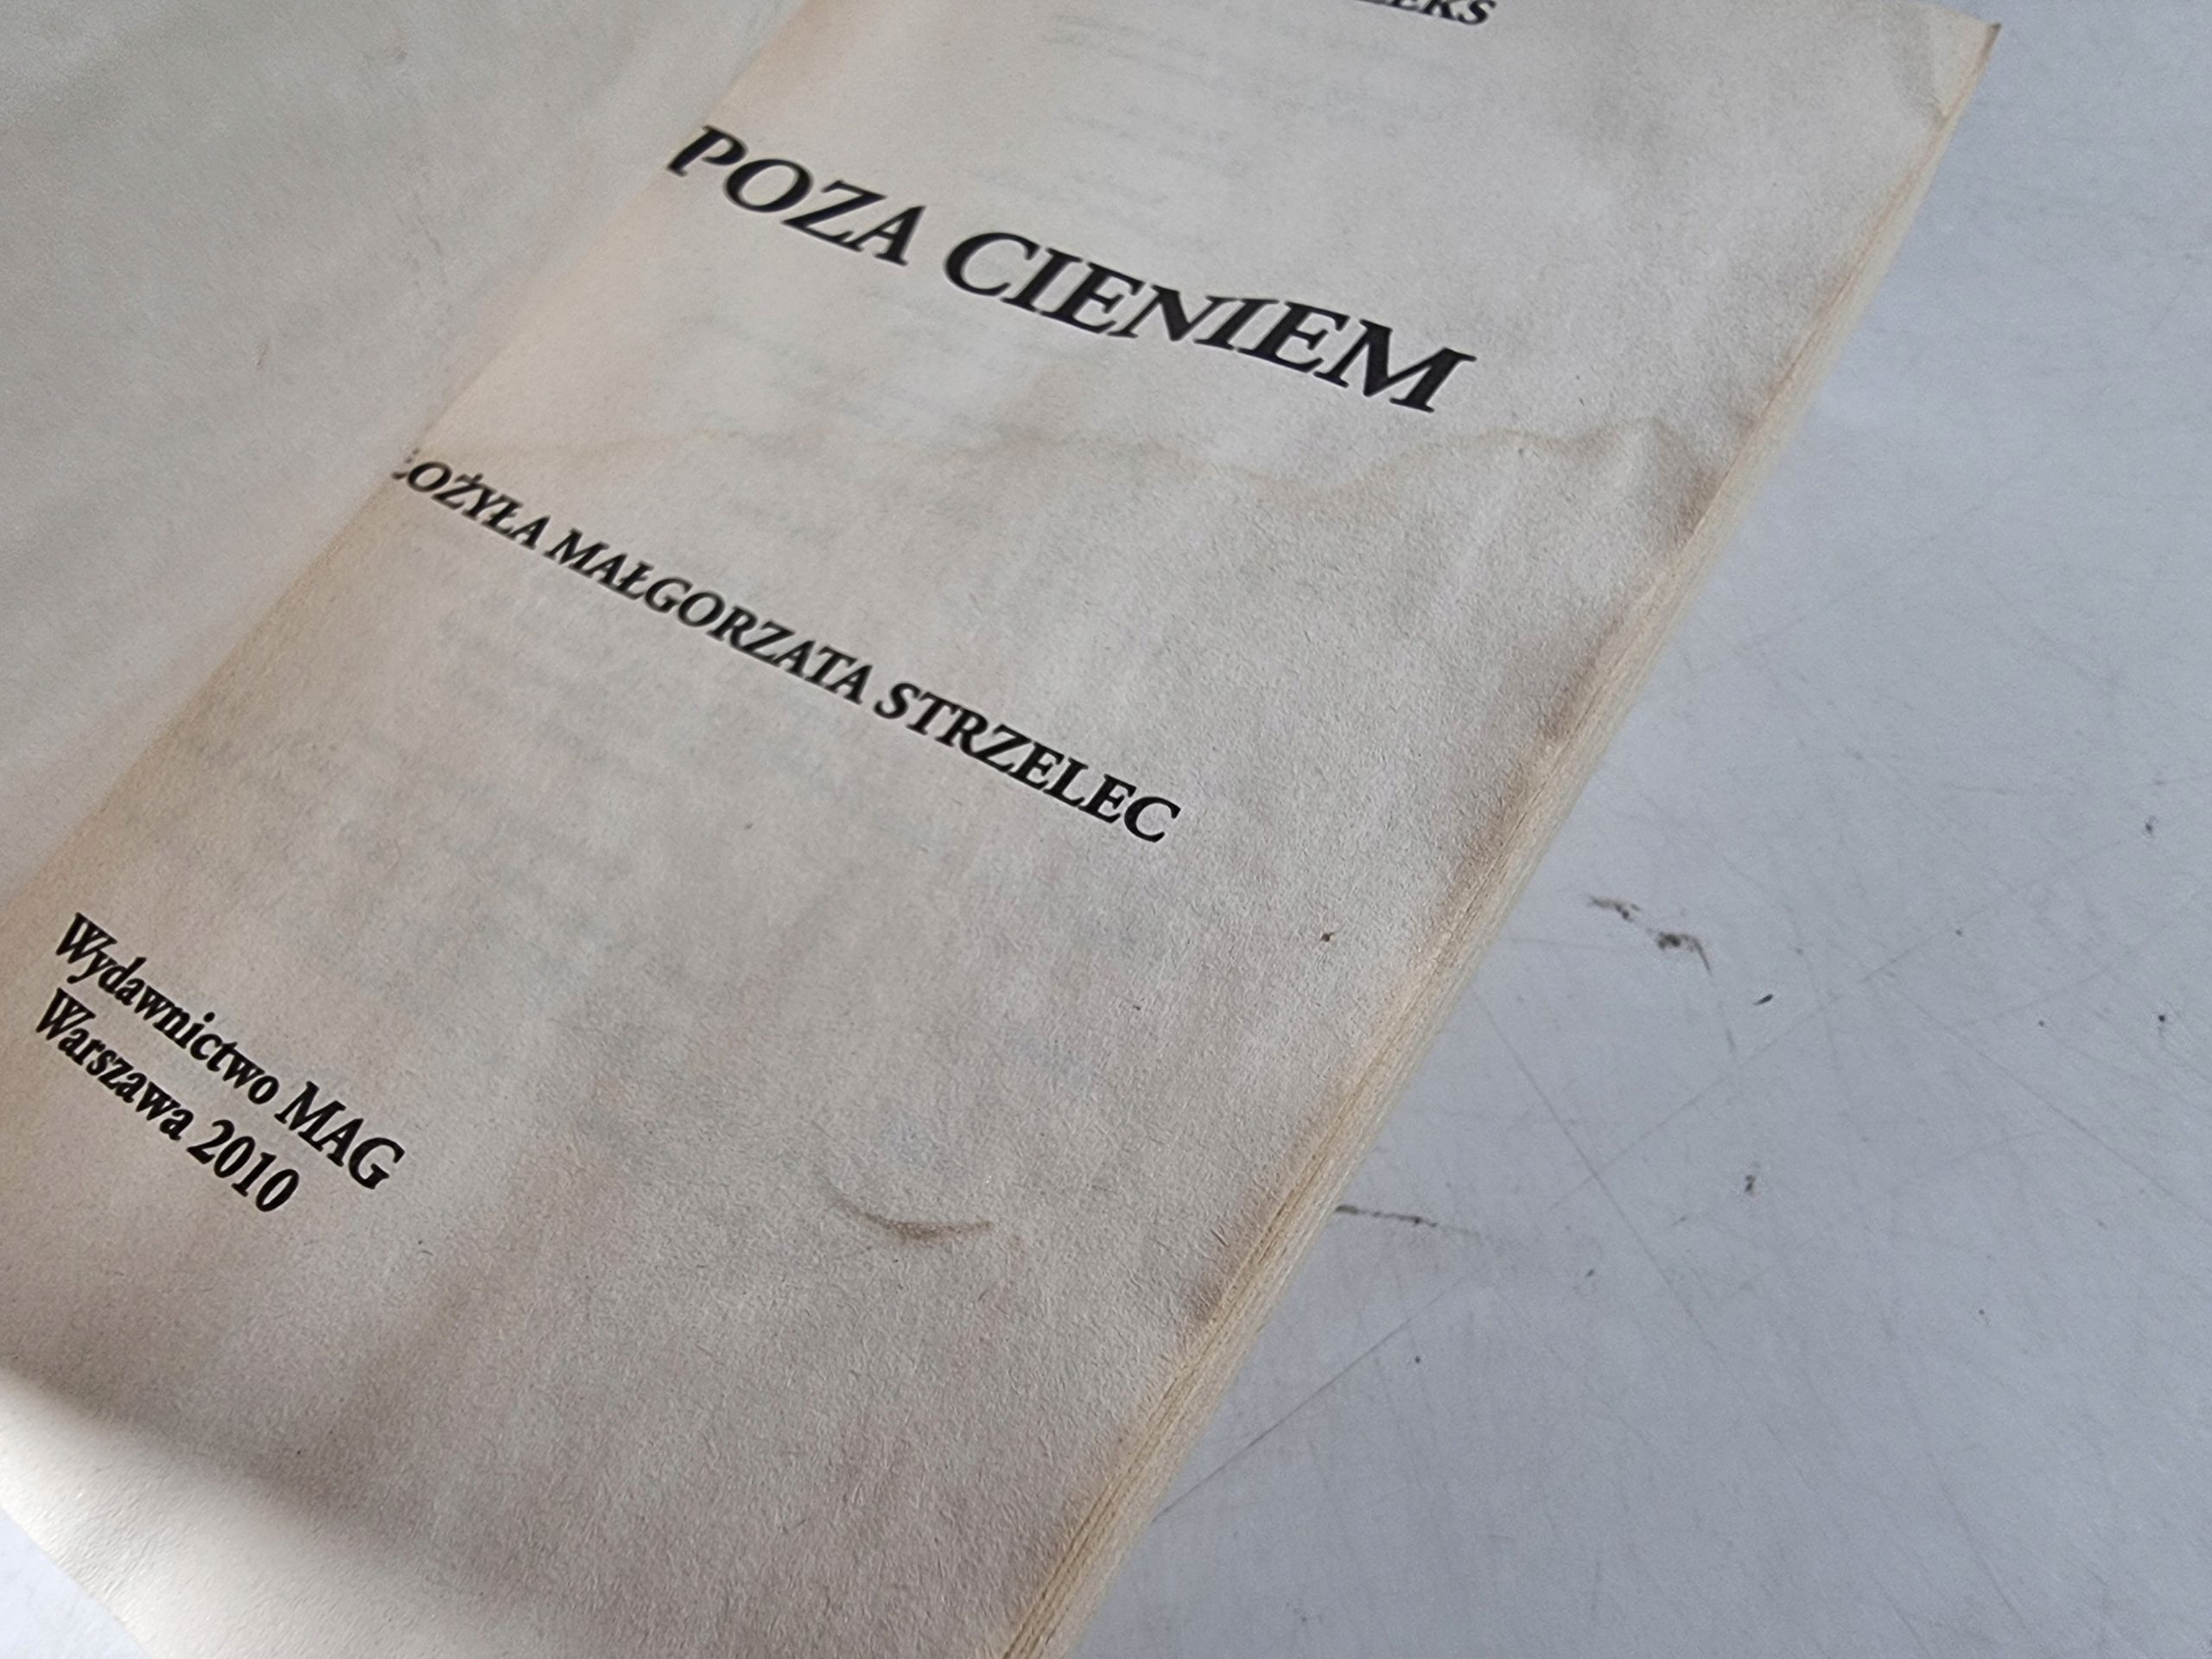 POZA CIENIEM
MAŁGORZATA STRZELEC
Wydawnictwo MAG
Warszawa 2010